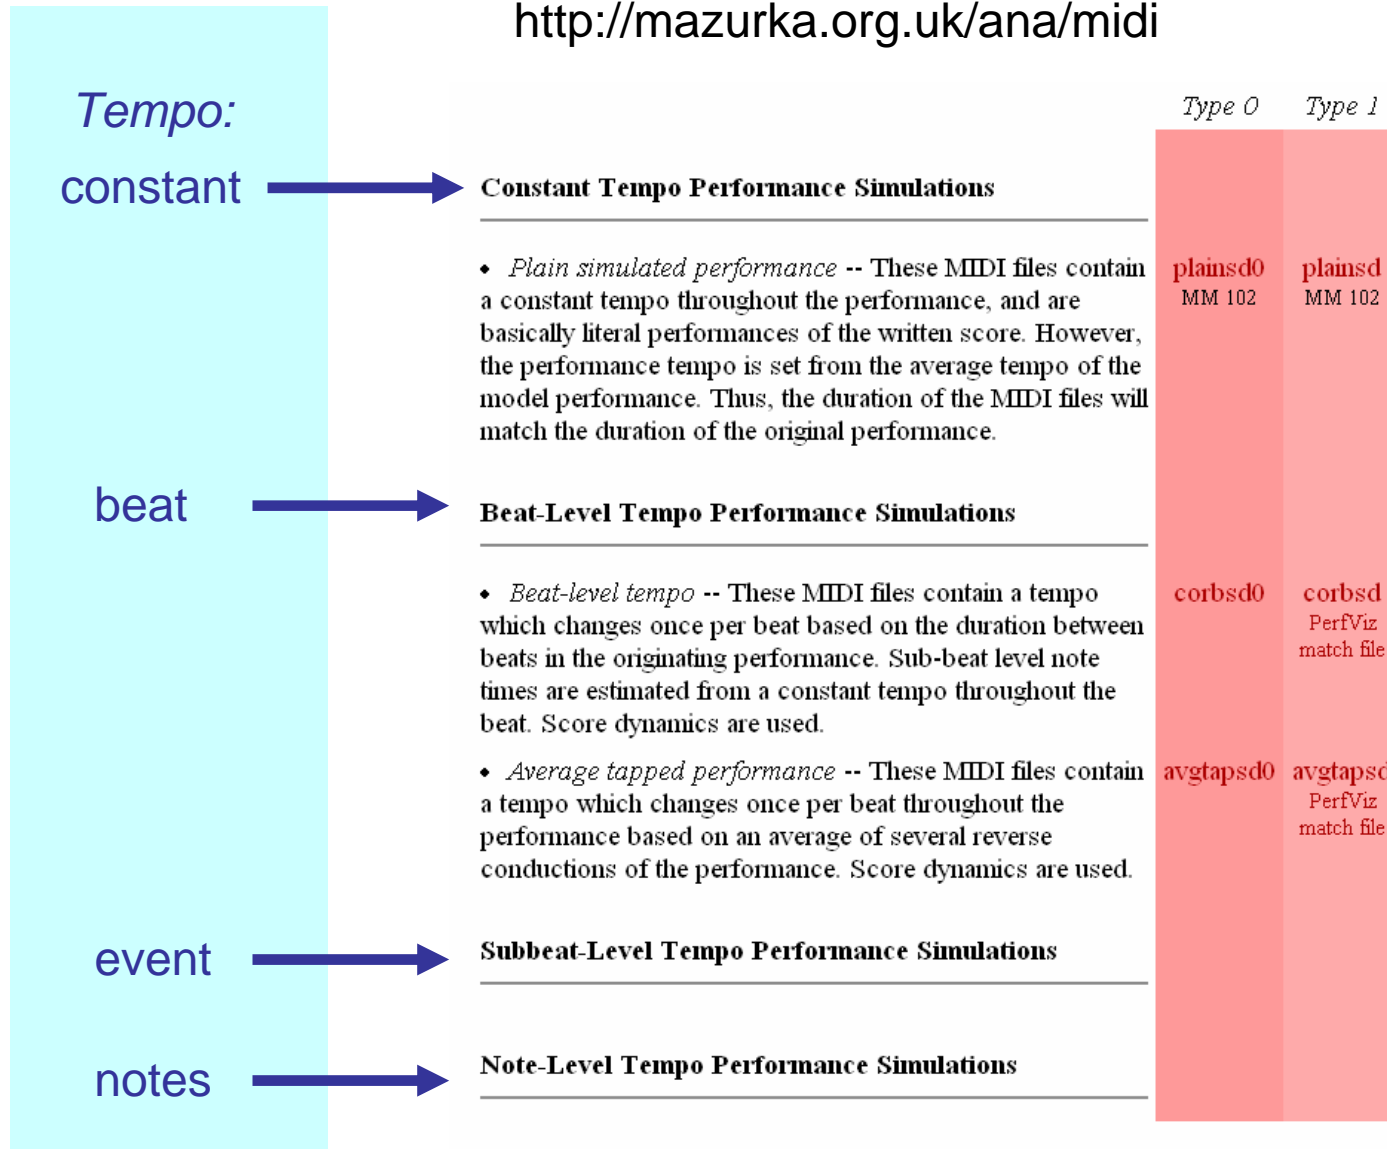 http://mazurka.org.uk/ana/midi
Tempo:
Type 0 Type 1
constant
Constant Tempo Performance Simulations
• Plain simulated performance -- These MIDI files contain
a constant tempo throughout the performance, and are
basically literal performances of the written score. However,
the performance tempo is set from the average tempo of the
model performance. Thus, the duration of the MIDI files will
match the duration of the original performance.
plainsd0 plainsd
MM 102 MM 102
beat
Beat-Level Tempo Performance Simulations
• Beat-level tempo -- These MIDI files contain a tempo
which changes once per beat based on the duration between
beats in the originating performance. Sub-beat level note
times are estimated from a constant tempo throughout the
beat. Score dynamics are used.
corbsd0 corbsd
PerfViz
match file
• Average tapped performance -- These MIDI files contain
a tempo which changes once per beat throughout the
performance based on an average of several reverse
conductions of the performance. Score dynamics are used.
avgtapsd0 avgtapsd
PerfViz
match file
event
Subbeat-Level Tempo Performance Simulations
notes
Note-Level Tempo Performance Simulations